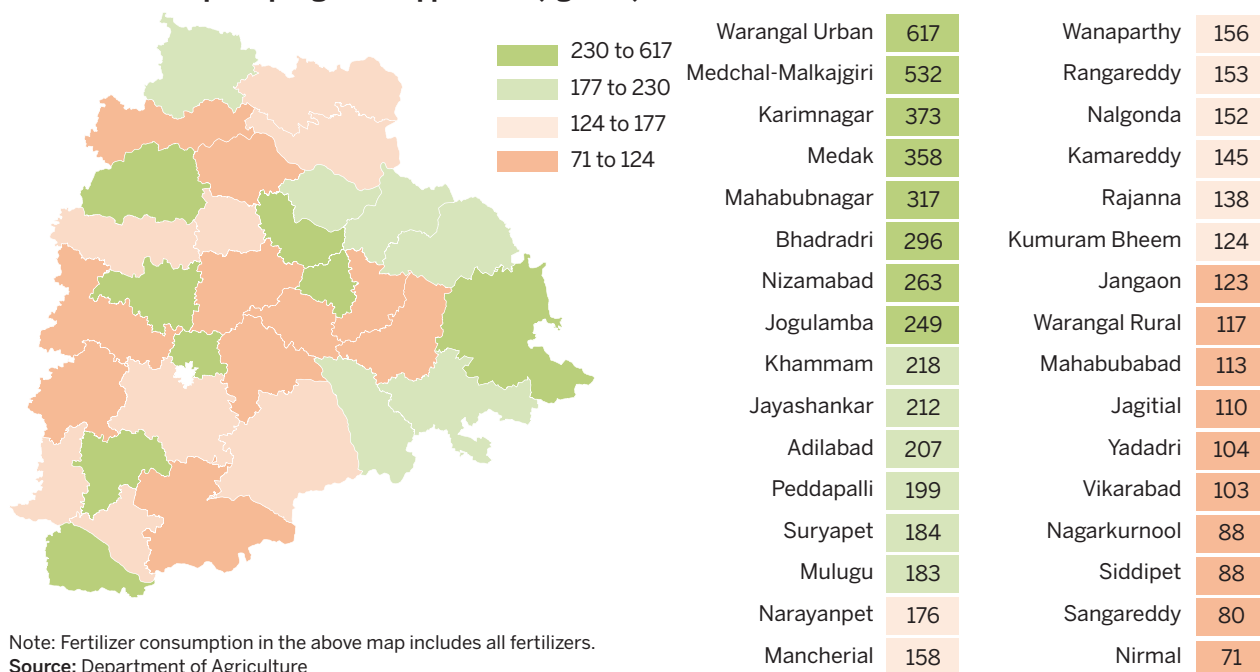 230 to 617
177 to 230
124 to 177
71 to 124
Warangal Urban 617
Medchal-Malkajgiri 532
Karimnagar 373
Medak 358
Mahabubnagar 317
Bhadradri 296
Nizamabad 263
Jogulamba 249
Khammam 218
Jayashankar 212
Adilabad 207
Peddapalli 199
Suryapet 184
Mulugu 183
Narayanpet 176
Mancherial 158
Wanaparthy 156
Rangareddy 153
Nalgonda 152
Kamareddy 145
Rajanna 138
Kumuram Bheem 124
Jangaon 123
Warangal Rural 117
Mahabubabad 113
Jagitial 110
Yadadri 104
Vikarabad 103
Nagarkurnool 88
Siddipet 88
Sangareddy 80
Nirmal 71
Note: Fertilizer consumption in the above map includes all fertilizers.
Source: Department of Agriculture